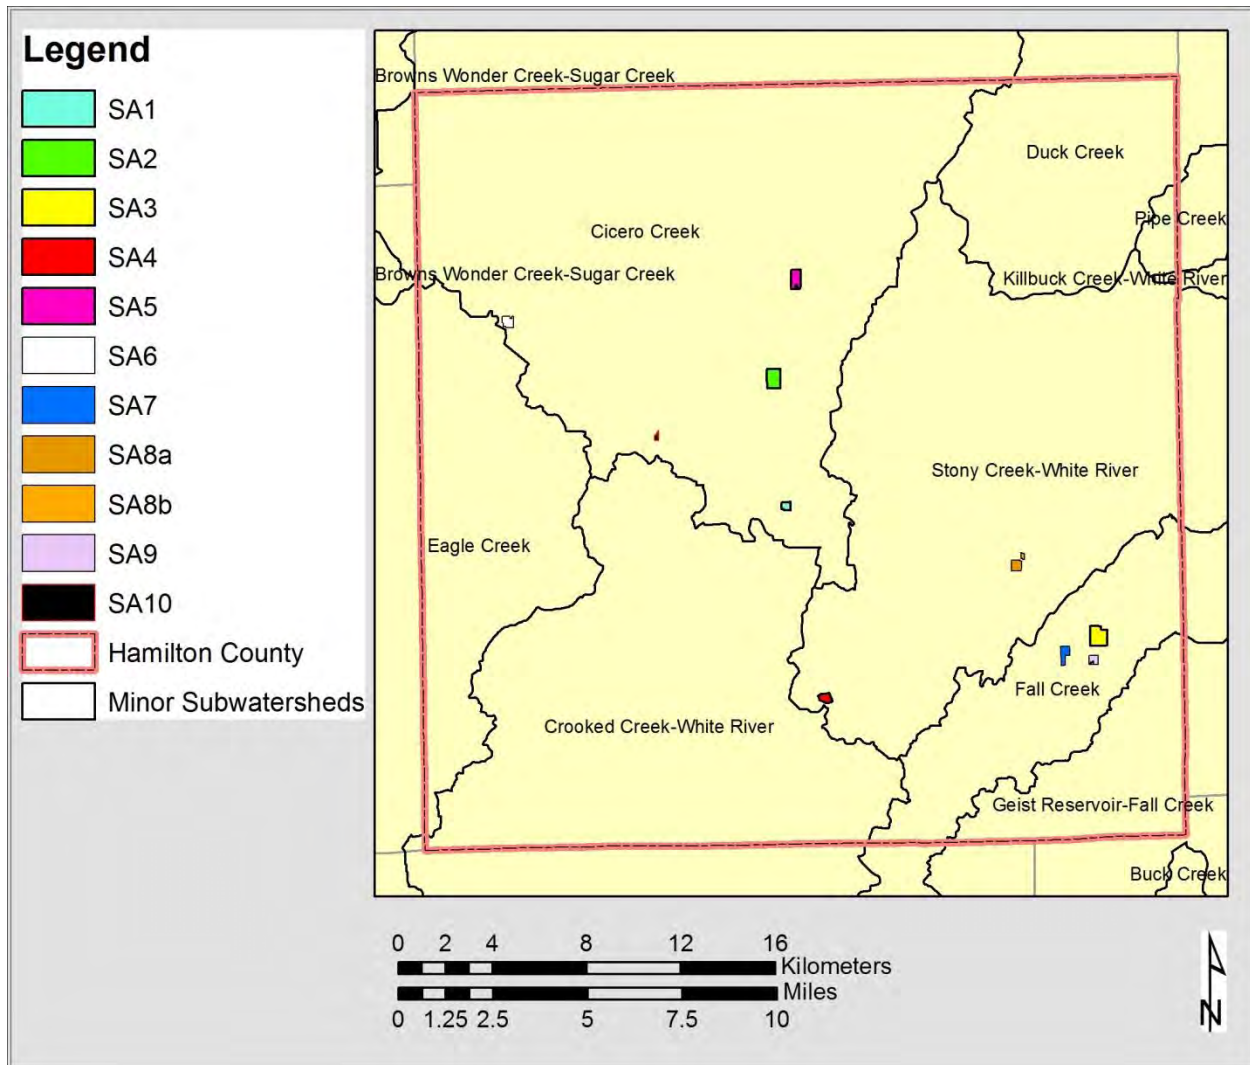 Legend
SA1
SA2
SA3
SA4
SA5
SA6
SA7
SA8a
SA8b
SA9
SA10
Hamilton County
Minor Subwatersheds
Browns Wonder Creek-Sugar Creek
Duck Creek
Pipe Creek
Cicero Creek
Browns Wonder Creek-Sugar Creek
Killbuck Creek-White River
Stony Creek-White River
Eagle Creek
Fall Creek
Crooked Creek-White River
Geist Reservoir-Fall Creek
Buck Creek
0 2 4 8 12 16
Kilometers
Miles
0 1.25 2.5 5 7.5 10
N